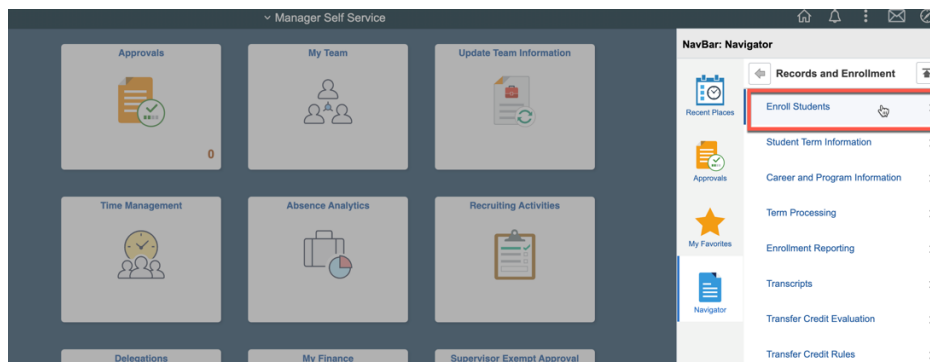 Manager Self Service
Approvals
0
My Team
Update Team Information
Time Management
Absence Analytics
Recruiting Activities
Delegations
My Finance
Supervisor Exempt Approval
NavBar: Navigator
Recent Places
Approvals
My Favorites
Navigator
Records and Enrollment
Enroll Students
Student Term Information
Career and Program Information
Term Processing
Enrollment Reporting
Transcripts
Transfer Credit Evaluation
Transfer Credit Rules